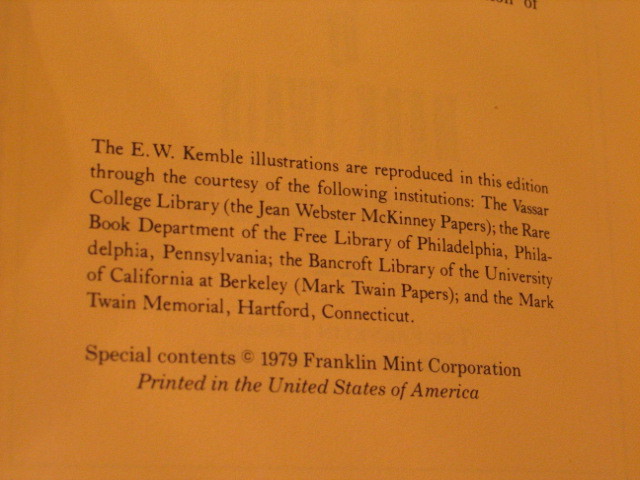 of
The E. W. Kemble illustrations are reproduced in this edition
through the courtesy of the following institutions: The Vassar
College Library (the Jean Webster McKinney Papers); the Rare
Book Department of the Free Library of Philadelphia, Phila-
delphia, Pennsylvania; the Bancroft Library of the University
of California at Berkeley (Mark Twain Papers); and the Mark
Twain Memorial, Hartford, Connecticut.
Special contents © 1979 Franklin Mint Corporation
Printed in the United States of America